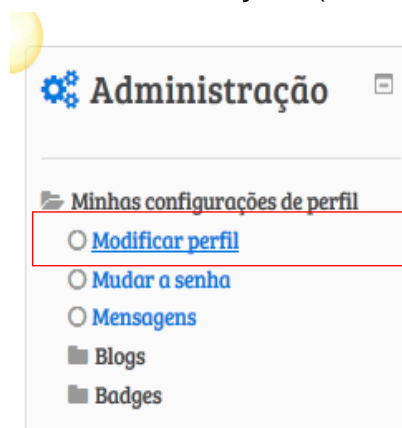 Administração
Minhas configurações de perfil
Modificar perfil
Mudar a senha
Mensagens
Blogs
Badges